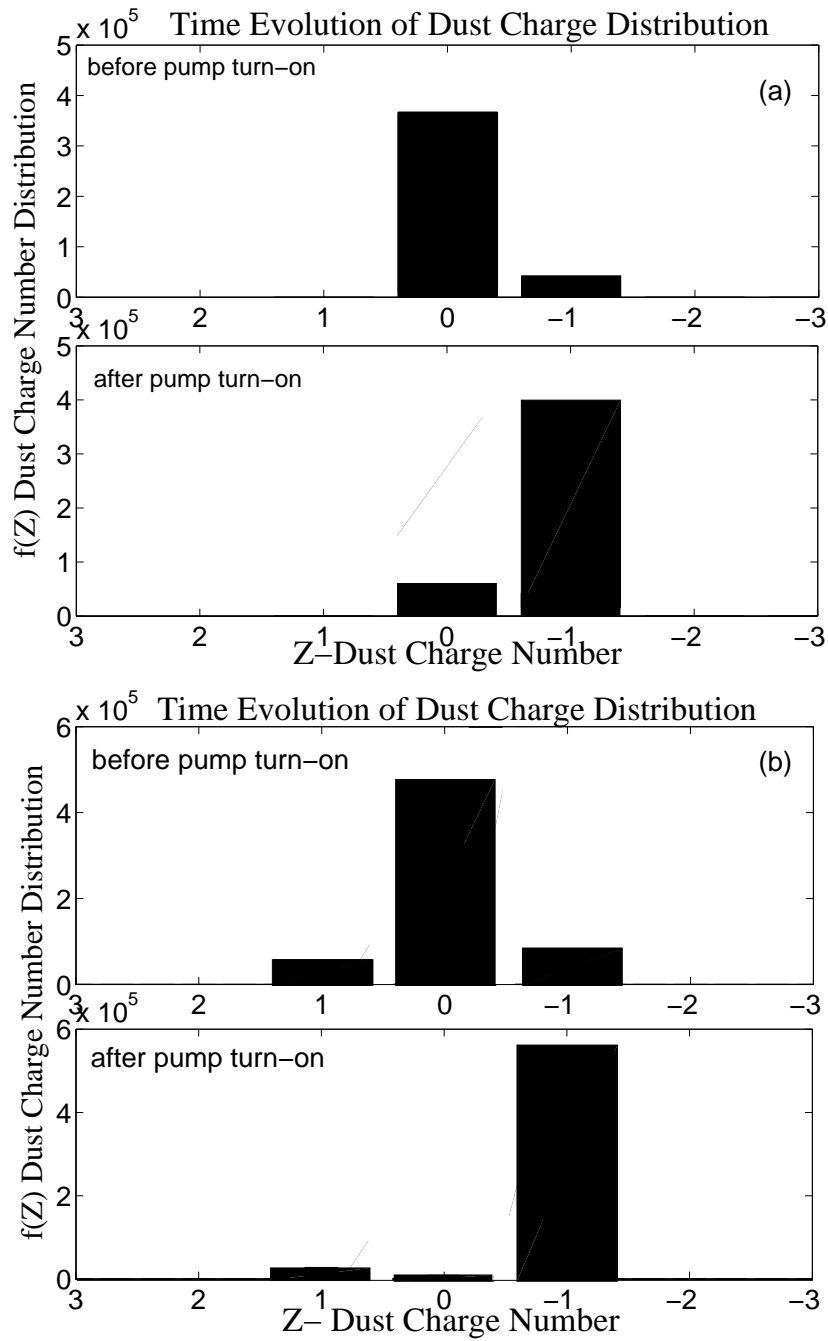 x 10^5 Time Evolution of Dust Charge Distribution
before pump turn−on
(a)
5
4
3
2
1
0
3 2 1 0 −1 −2 −3
x 10^5
after pump turn−on
5
4
3
2
1
0
3 2 1 0 −1 −2 −3
Z−Dust Charge Number
f(Z) Dust Charge Number Distribution
x 10^5 Time Evolution of Dust Charge Distribution
before pump turn−on
(b)
6
4
2
0
3 2 1 0 −1 −2 −3
x 10^5
after pump turn−on
6
4
2
0
3 2 1 0 −1 −2 −3
Z− Dust Charge Number
f(Z) Dust Charge Number Distribution